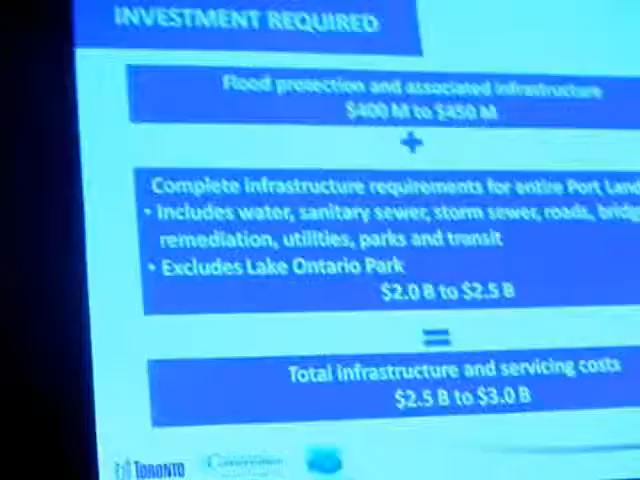 INVESTMENT REQUIRED
Flood protection and associated infrastructure
$400 M to $450 M
+
Complete infrastructure requirements for entire Port Land
• Includes water, sanitary sewer, storm sewer, roads, bridg
remediation, utilities, parks and transit
• Excludes Lake Ontario Park
$2.0 B to $2.5 B
=
Total infrastructure and servicing costs
$2.5 B to $3.0 B
TORONTO
Conservation